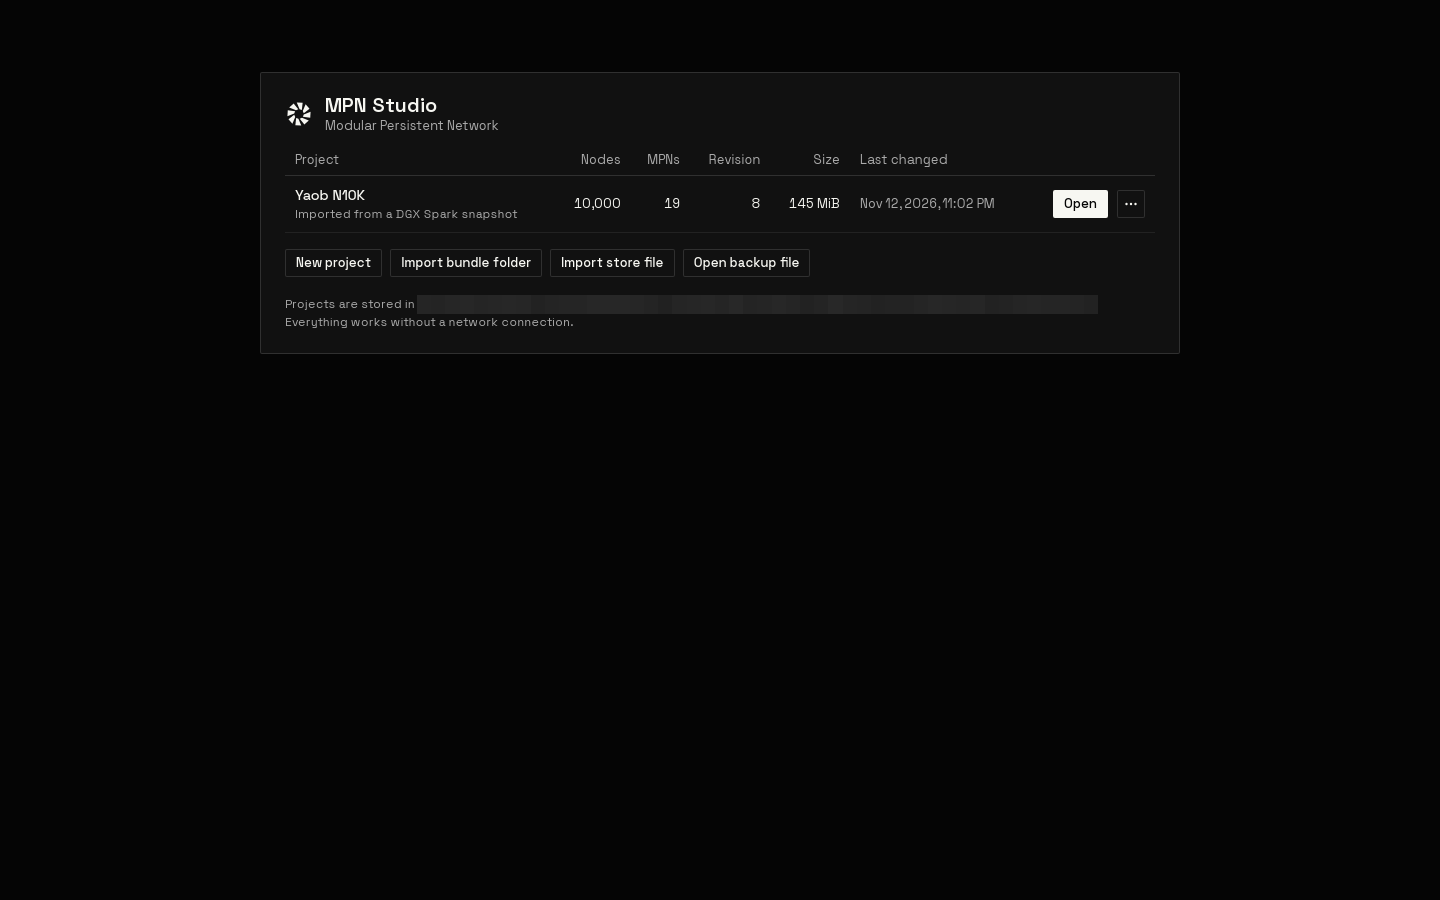 MPN Studio
Modular Persistent Network
Project Nodes MPNs Revision Size Last changed
Yaob N10K
Imported from a DGX Spark snapshot
10,000 19 8 145 MiB Nov 12, 2026, 11:02 PM Open ...
New project Import bundle folder Import store file Open backup file
Projects are stored in
Everything works without a network connection.